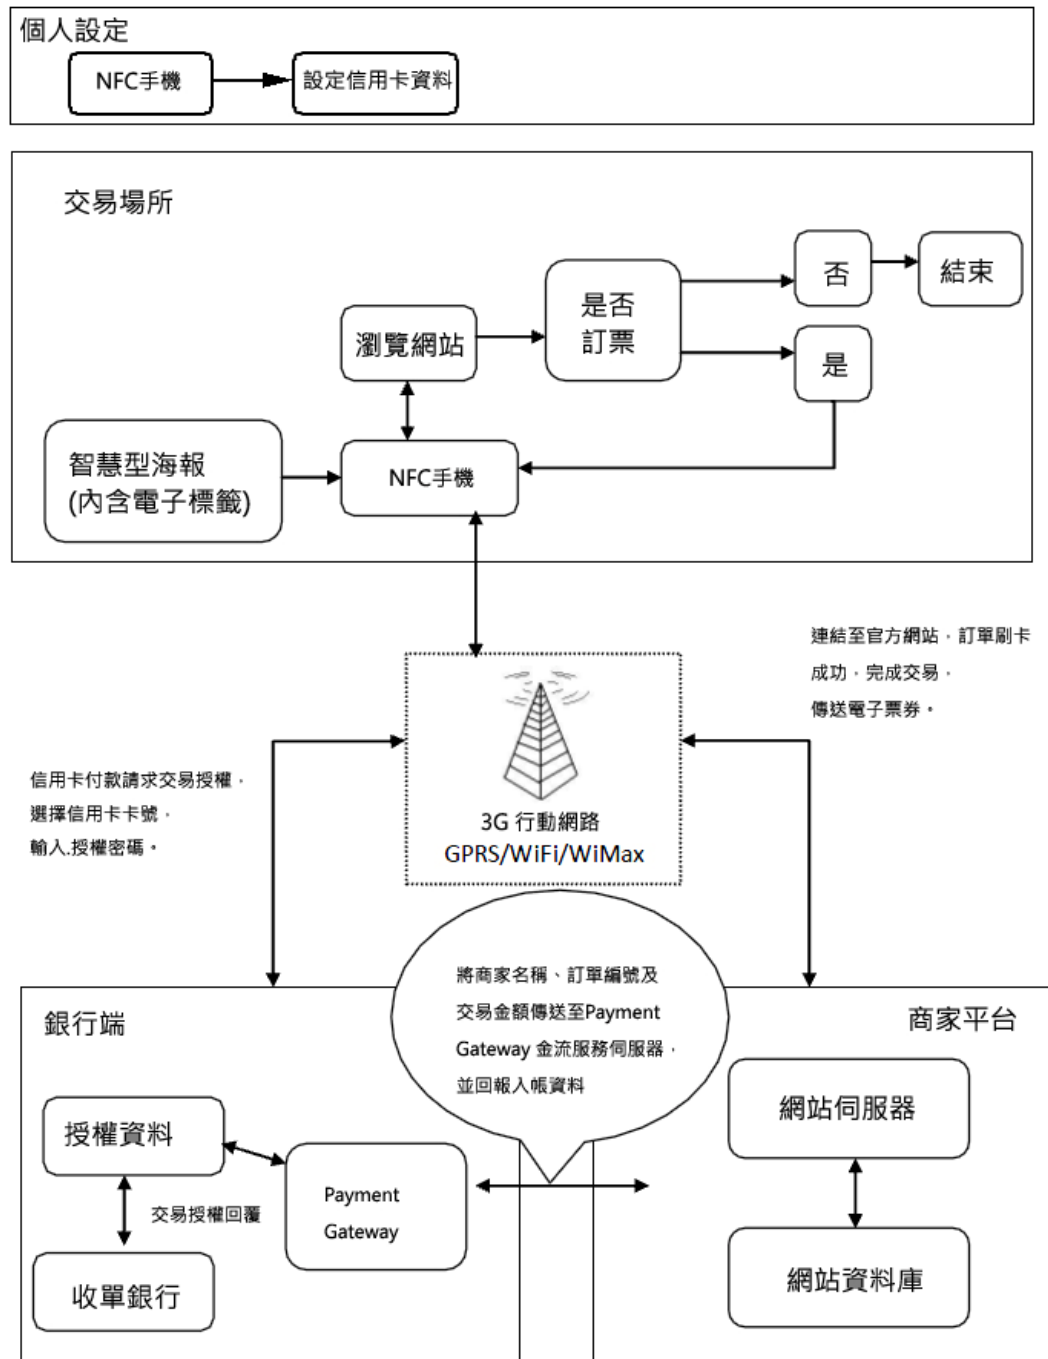 個人設定
NFC手機
設定信用卡資料
交易場所
否
結束
是否
訂票
瀏覽網站
是
智慧型海報
(內含電子標籤)
NFC手機
連結至官方網站，訂單刷卡
成功，完成交易，
傳送電子票券。
信用卡付款請求交易授權，
選擇信用卡卡號，
輸入.授權密碼。
3G 行動網路
GPRS/WiFi/WiMax
將商家名稱、訂單編號及
交易金額傳送至Payment
Gateway 金流服務伺服器，
並回報入帳資料
銀行端
商家平台
網站伺服器
授權資料
Payment
Gateway
交易授權回覆
收單銀行
網站資料庫